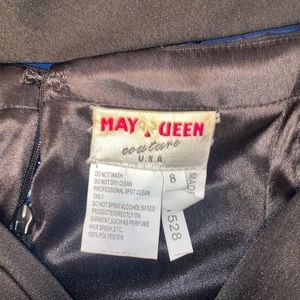 MAY QUEEN
couture
U.S.A.
8
MADE
528
DO NOT WASH
DO NOT DRY CLEAN
PROFESSIONAL SPOT CLEAN
ONLY
DO NOT SPRAY ALCOHOL BASED
PRODUCTS DIRECTLY ON
GARMENT, SUCH AS PERFUME
HAIR SPRAY, ETC.
100% POLYESTER